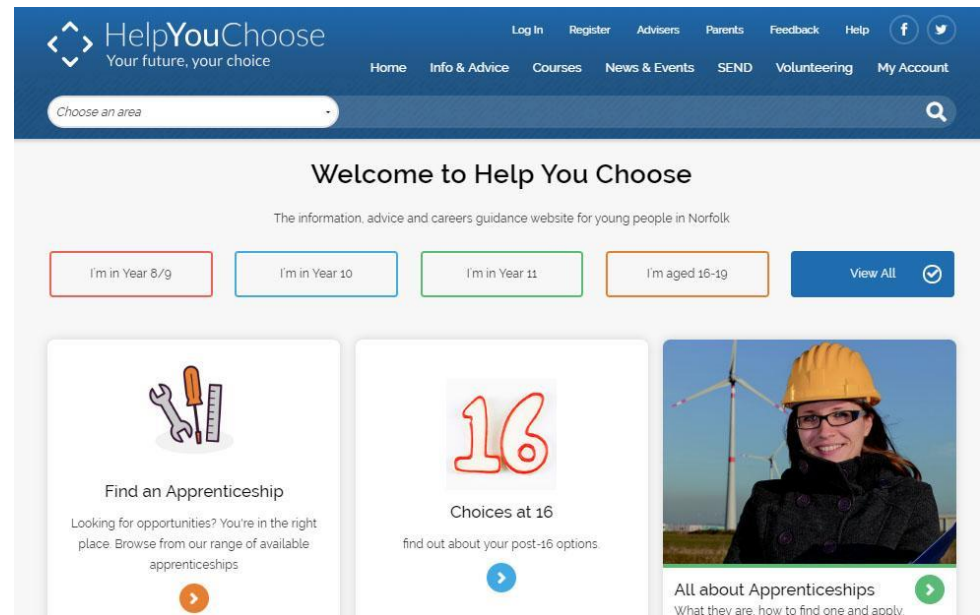 HelpYouChoose
Your future, your choice
Log In Register Advisers Parents Feedback Help
Home Info & Advice Courses News & Events SEND Volunteering My Account
Choose an area
Welcome to Help You Choose
The information, advice and careers guidance website for young people in Norfolk
I'm in Year 8/9
I'm in Year 10
I'm in Year 11
I'm aged 16-19
View All
Find an Apprenticeship
Looking for opportunities? You're in the right
place. Browse from our range of available
apprenticeships
16
Choices at 16
find out about your post-16 options.
All about Apprenticeships
What they are, how to find one and apply.